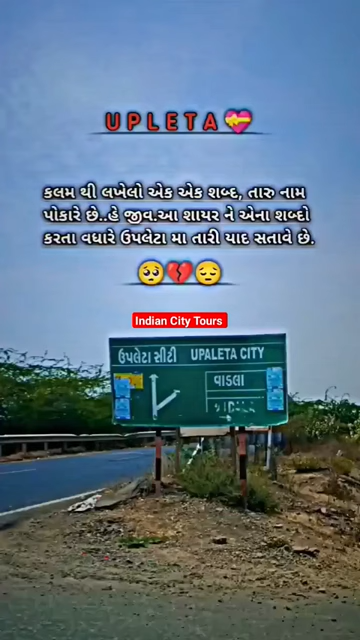 UPLETA💝
કલમ થી લખેલો એક એક શબ્દ, તારુ નામ
પોકારે છે..હે જીવ.આ શાયર ને એના શબ્દો
કરતા વધારે ઉપલેટા મા તારી યાદ સતાવે છે.
🥺💔😔
Indian City Tours
ઉપલેટા સીટી UPALETA CITY
વાડલા